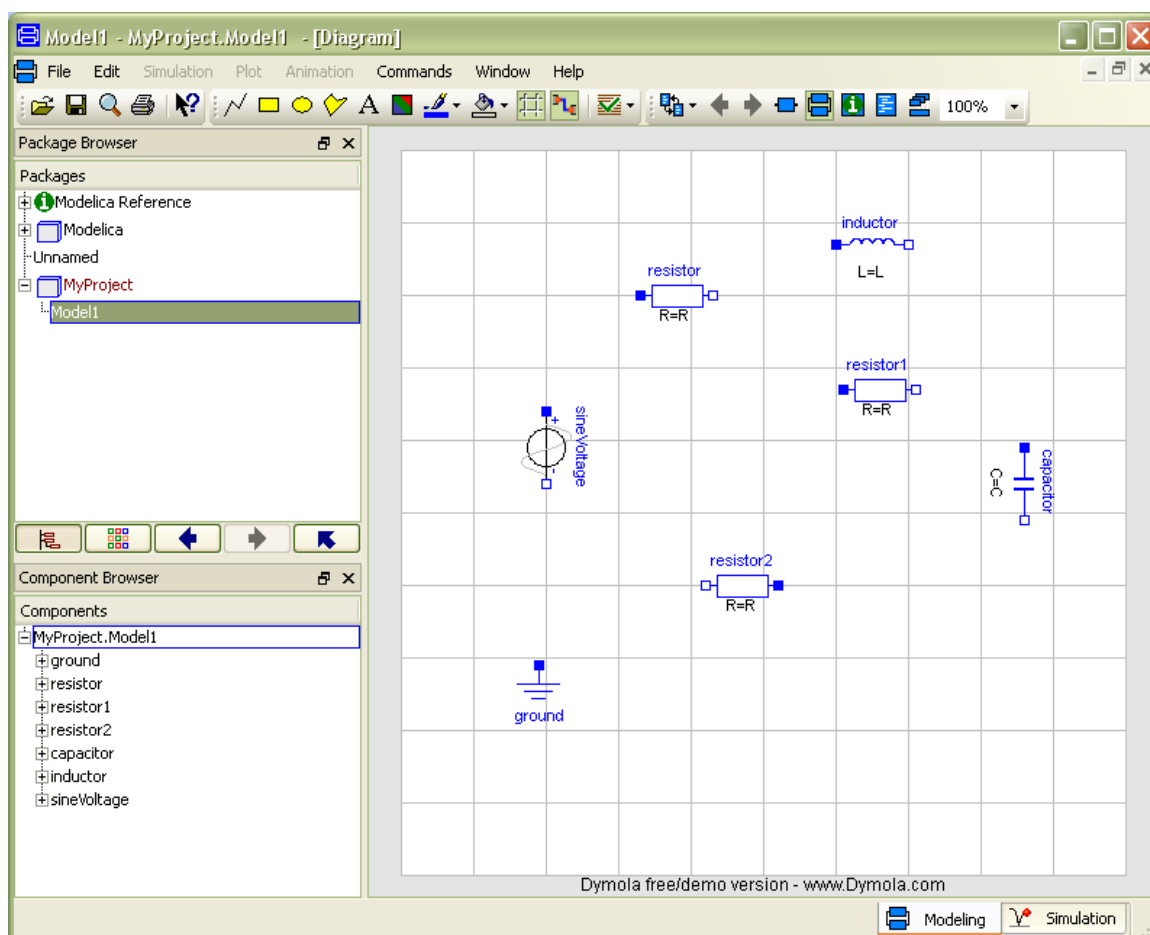 Model1 - MyProject.Model1 - [Diagram]
File Edit Simulation Plot Animation Commands Window Help
A 100%
Package Browser
Packages
Modelica Reference
Modelica
Unnamed
MyProject
Model1
Component Browser
Components
MyProject.Model1
ground
resistor
resistor1
resistor2
capacitor
inductor
sineVoltage
inductor
L=L
resistor
R=R
resistor1
R=R
sineVoltage
+
-
capacitor
C=C
resistor2
R=R
ground
Dymola free/demo version - www.Dymola.com
Modeling Simulation